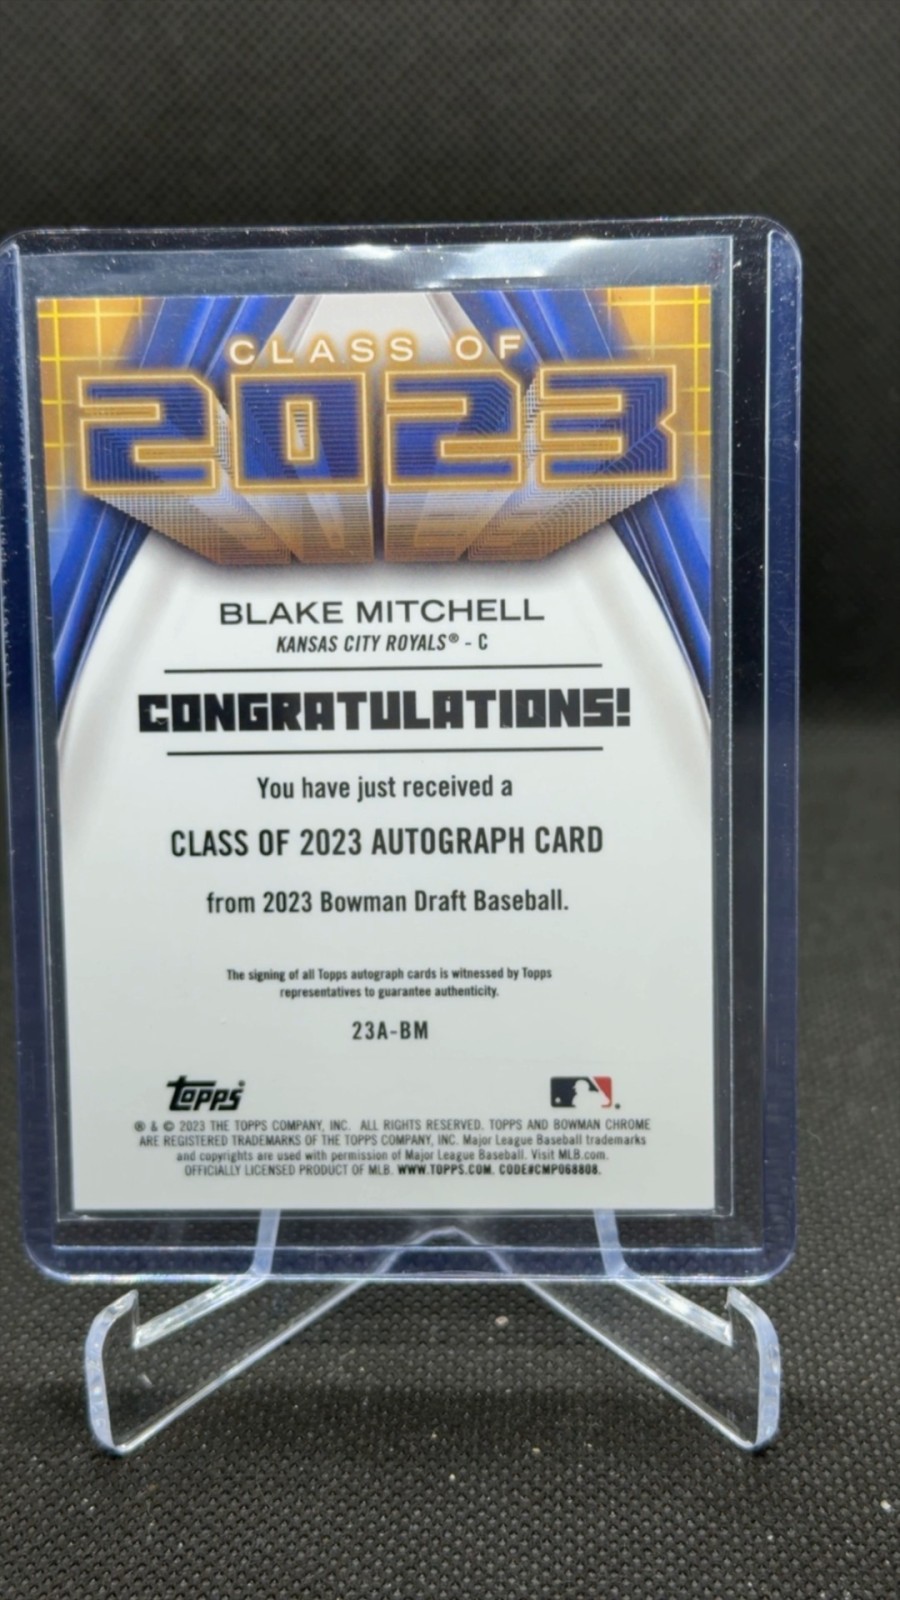 CLASS OF
2023
BLAKE MITCHELL
KANSAS CITY ROYALS® - C
CONGRATULATIONS!
You have just received a
CLASS OF 2023 AUTOGRAPH CARD
from 2023 Bowman Draft Baseball.
The signing of all Topps autograph cards is witnessed by Topps
representatives to guarantee authenticity.
23A-BM
Topps
® & © 2023 THE TOPPS COMPANY, INC. ALL RIGHTS RESERVED. TOPPS AND BOWMAN CHROME
ARE REGISTERED TRADEMARKS OF THE TOPPS COMPANY, INC. Major League Baseball trademarks
and copyrights are used with permission of Major League Baseball. Visit MLB.com.
OFFICIALLY LICENSED PRODUCT OF MLB. WWW.TOPPS.COM. CODE#CMP068808.